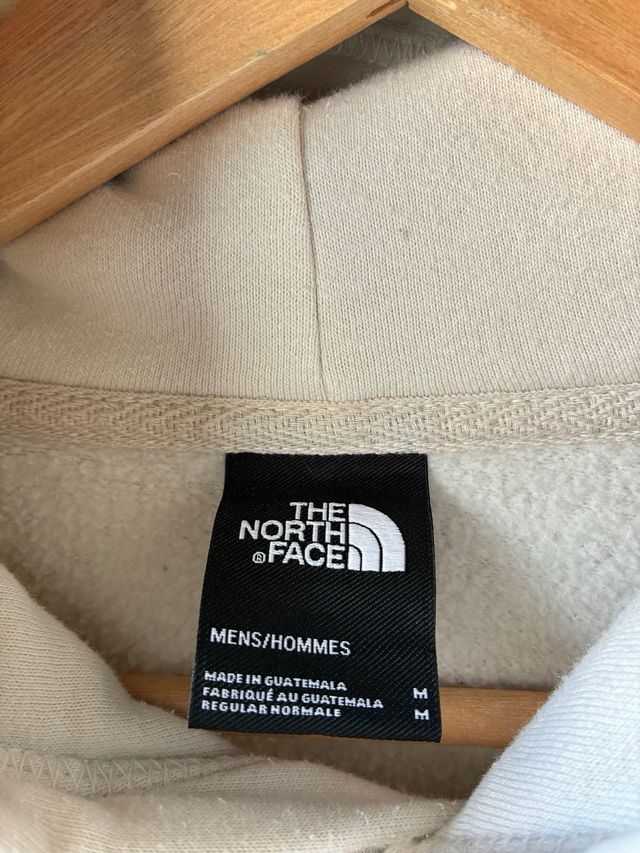 THE
NORTH
® FACE
MENS/HOMMES
MADE IN GUATEMALA M
FABRIQUÉ AU GUATEMALA
REGULAR NORMALE M